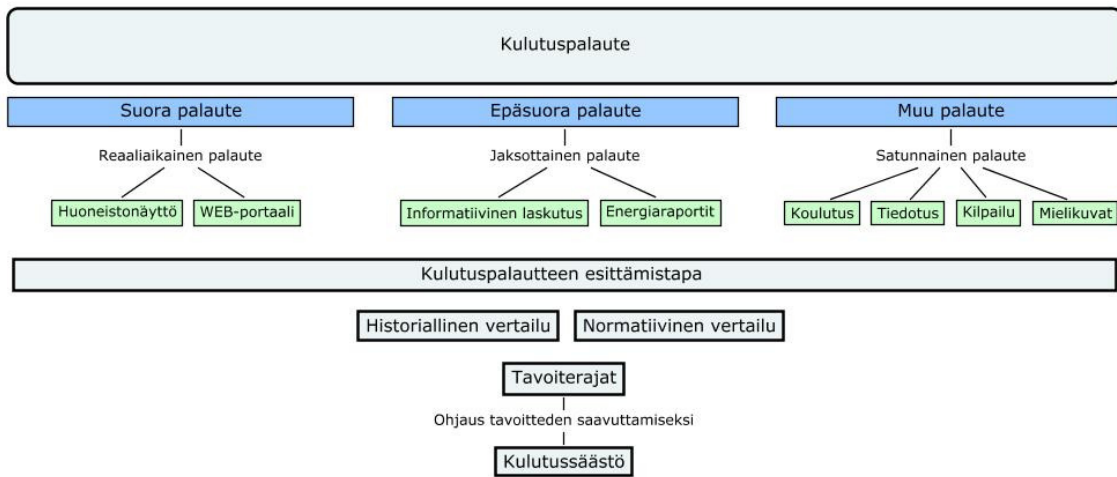 Kulutuspalaute
Suora palaute
Epäsuora palaute
Muu palaute
Reaaliaikainen palaute
Jaksottainen palaute
Satunnainen palaute
Huoneistonäyttö
WEB-portaali
Informatiivinen laskutus
Energiaraportit
Koulutus
Tiedotus
Kilpailu
Mielikuvat
Kulutuspalautteen esittämistapa
Historiallinen vertailu
Normatiivinen vertailu
Tavoiterajat
Ohjaus tavoitteden saavuttamiseksi
Kulutussäästö